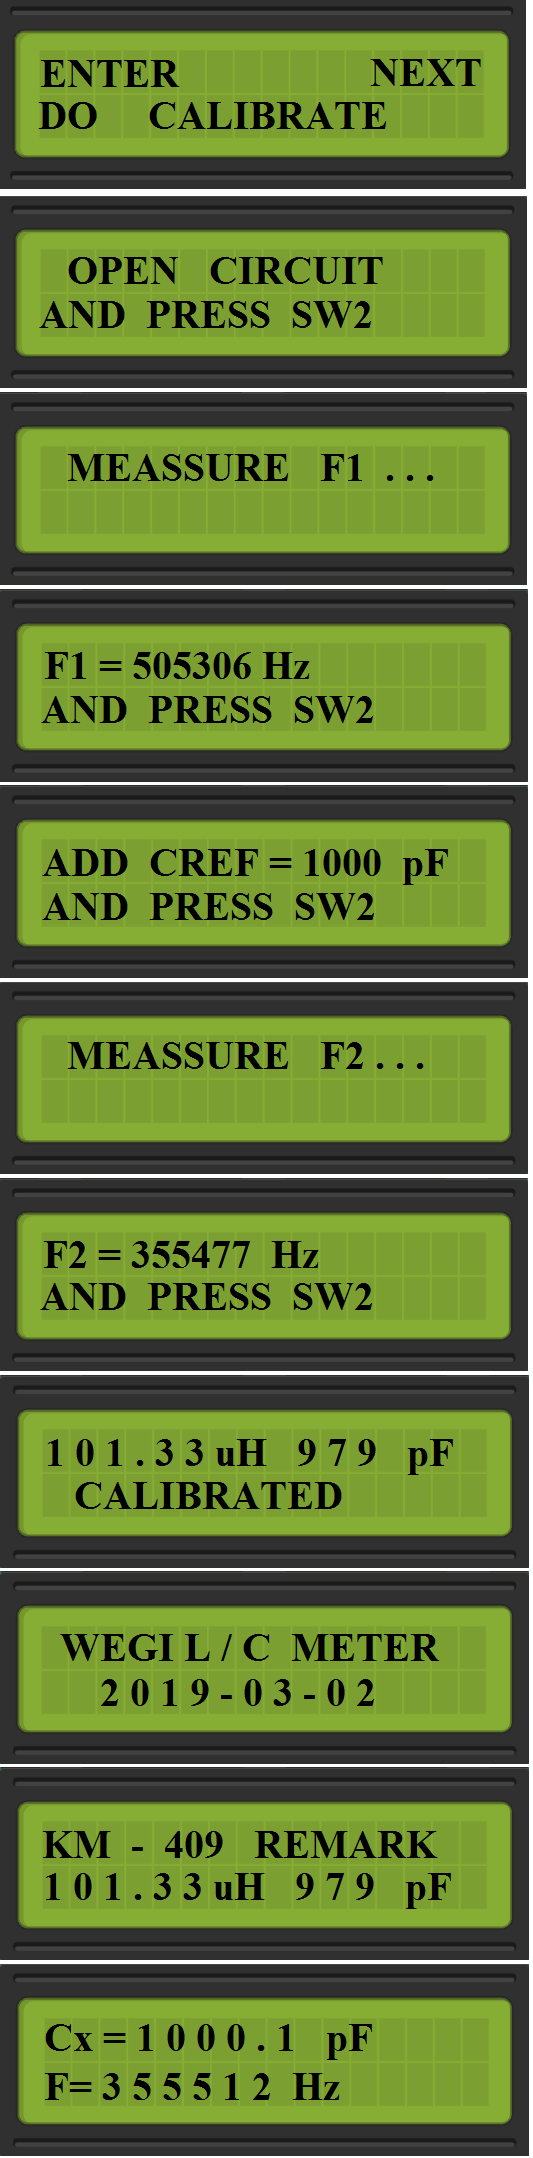 ENTER NEXT
DO CALIBRATE
OPEN CIRCUIT
AND PRESS SW2
MEASSURE F1 . . .
F1 = 505306 Hz
AND PRESS SW2
ADD CREF = 1000 pF
AND PRESS SW2
MEASSURE F2 . . .
F2 = 355477 Hz
AND PRESS SW2
1 0 1 . 3 3 uH 9 7 9 pF
CALIBRATED
WEGI L / C METER
2 0 1 9 - 0 3 - 0 2
KM - 409 REMARK
1 0 1 . 3 3 uH 9 7 9 pF
Cx = 1 0 0 0 . 1 pF
F= 3 5 5 5 1 2 Hz